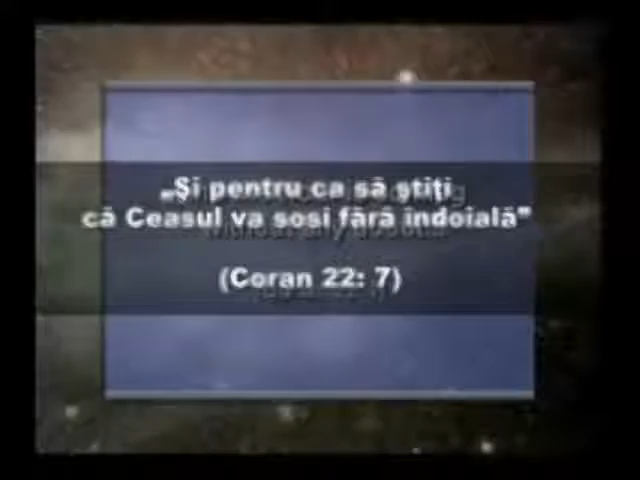 „Şi pentru ca să ştiţi
că Ceasul va sosi fără îndoială”
(Coran 22: 7)